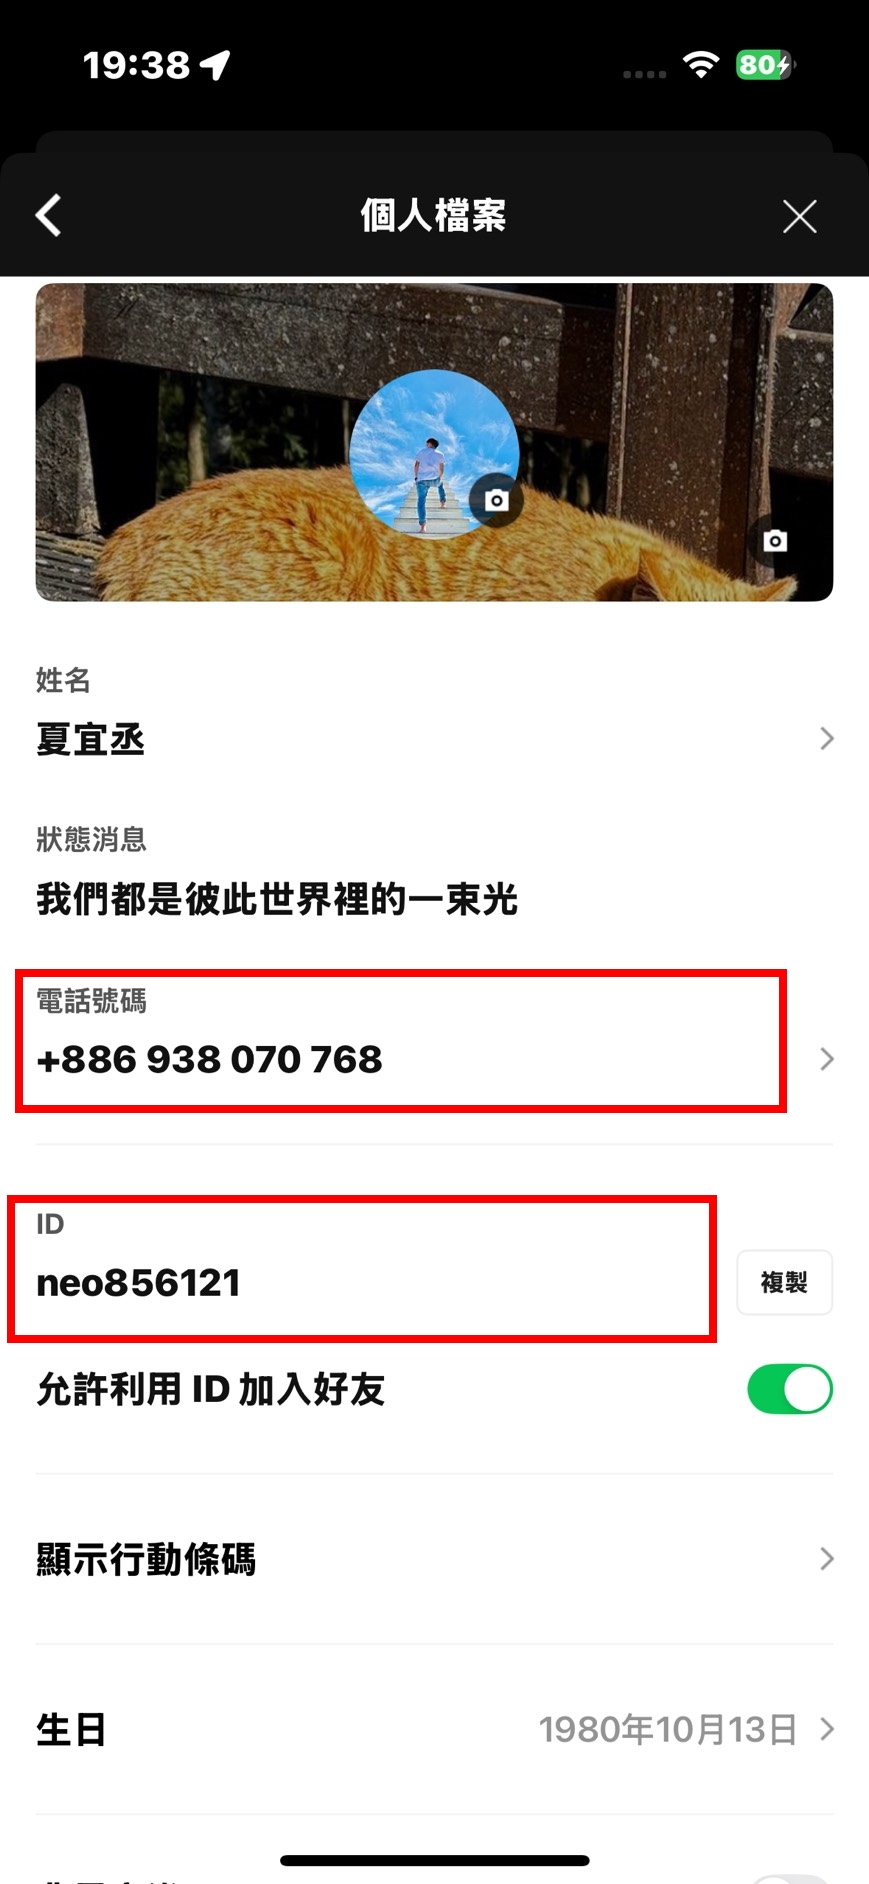 19:38
80
個人檔案
姓名
夏宜丞
狀態消息
我們都是彼此世界裡的一束光
電話號碼
+886 938 070 768
ID
neo856121
複製
允許利用 ID 加入好友
顯示行動條碼
生日
1980年10月13日